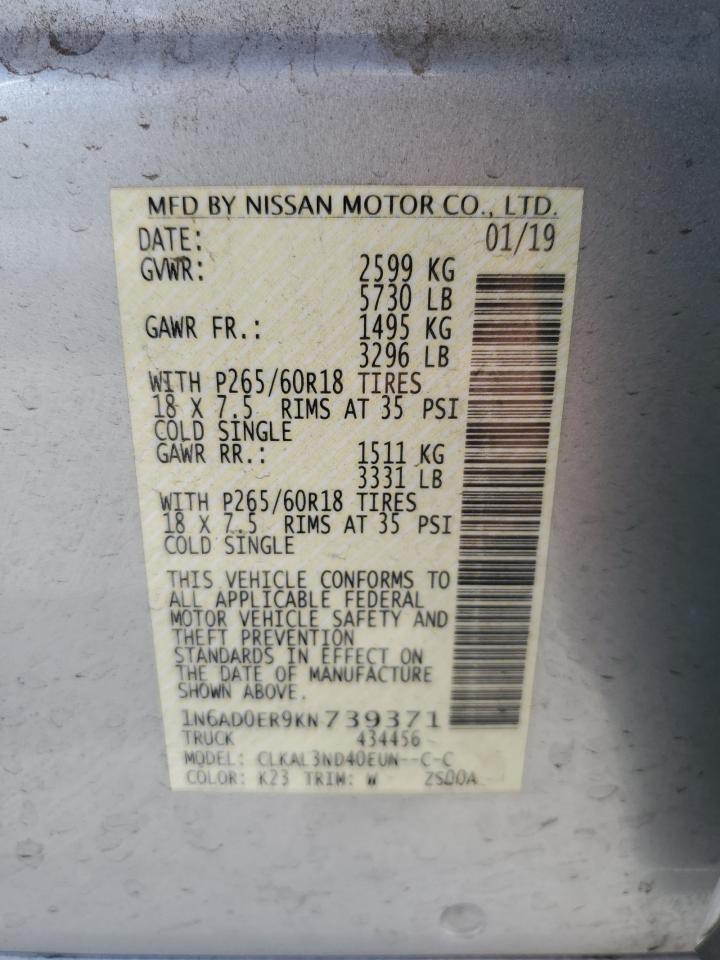 MFD BY NISSAN MOTOR CO., LTD.
DATE: 01/19
GVWR: 2599 KG
5730 LB
GAWR FR.: 1495 KG
3296 LB
WITH P265/60R18 TIRES
18 X 7.5 RIMS AT 35 PSI
COLD SINGLE
GAWR RR.: 1511 KG
3331 LB
WITH P265/60R18 TIRES
18 X 7.5 RIMS AT 35 PSI
COLD SINGLE
THIS VEHICLE CONFORMS TO
ALL APPLICABLE FEDERAL
MOTOR VEHICLE SAFETY AND
THEFT PREVENTION
STANDARDS IN EFFECT ON
THE DATE OF MANUFACTURE
SHOWN ABOVE.
1N6AD0ER9KN739371
TRUCK 434456
MODEL: CLKAL3ND40EUN--C-C
COLOR: K23 TRIM: W ZS00A